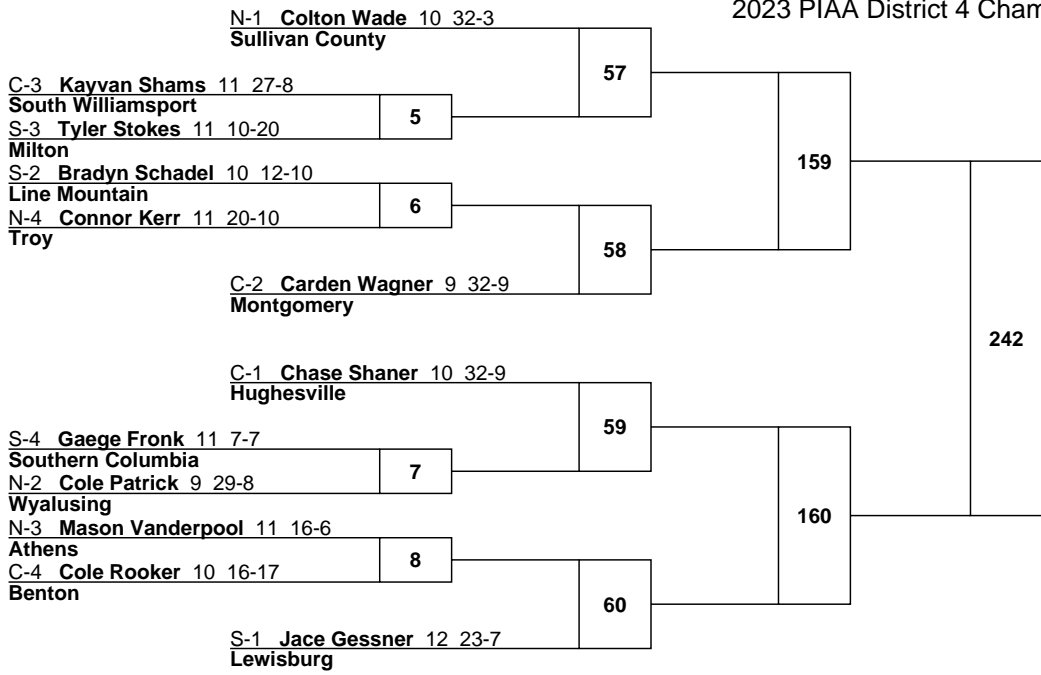 2023 PIAA District 4 Cham
N-1 Colton Wade 10 32-3
Sullivan County
57
C-3 Kayvan Shams 11 27-8
South Williamsport
5
S-3 Tyler Stokes 11 10-20
Milton
159
S-2 Bradyn Schadel 10 12-10
Line Mountain
6
N-4 Connor Kerr 11 20-10
Troy
58
C-2 Carden Wagner 9 32-9
Montgomery
242
C-1 Chase Shaner 10 32-9
Hughesville
59
S-4 Gaege Fronk 11 7-7
Southern Columbia
7
N-2 Cole Patrick 9 29-8
Wyalusing
160
N-3 Mason Vanderpool 11 16-6
Athens
8
C-4 Cole Rooker 10 16-17
Benton
60
S-1 Jace Gessner 12 23-7
Lewisburg